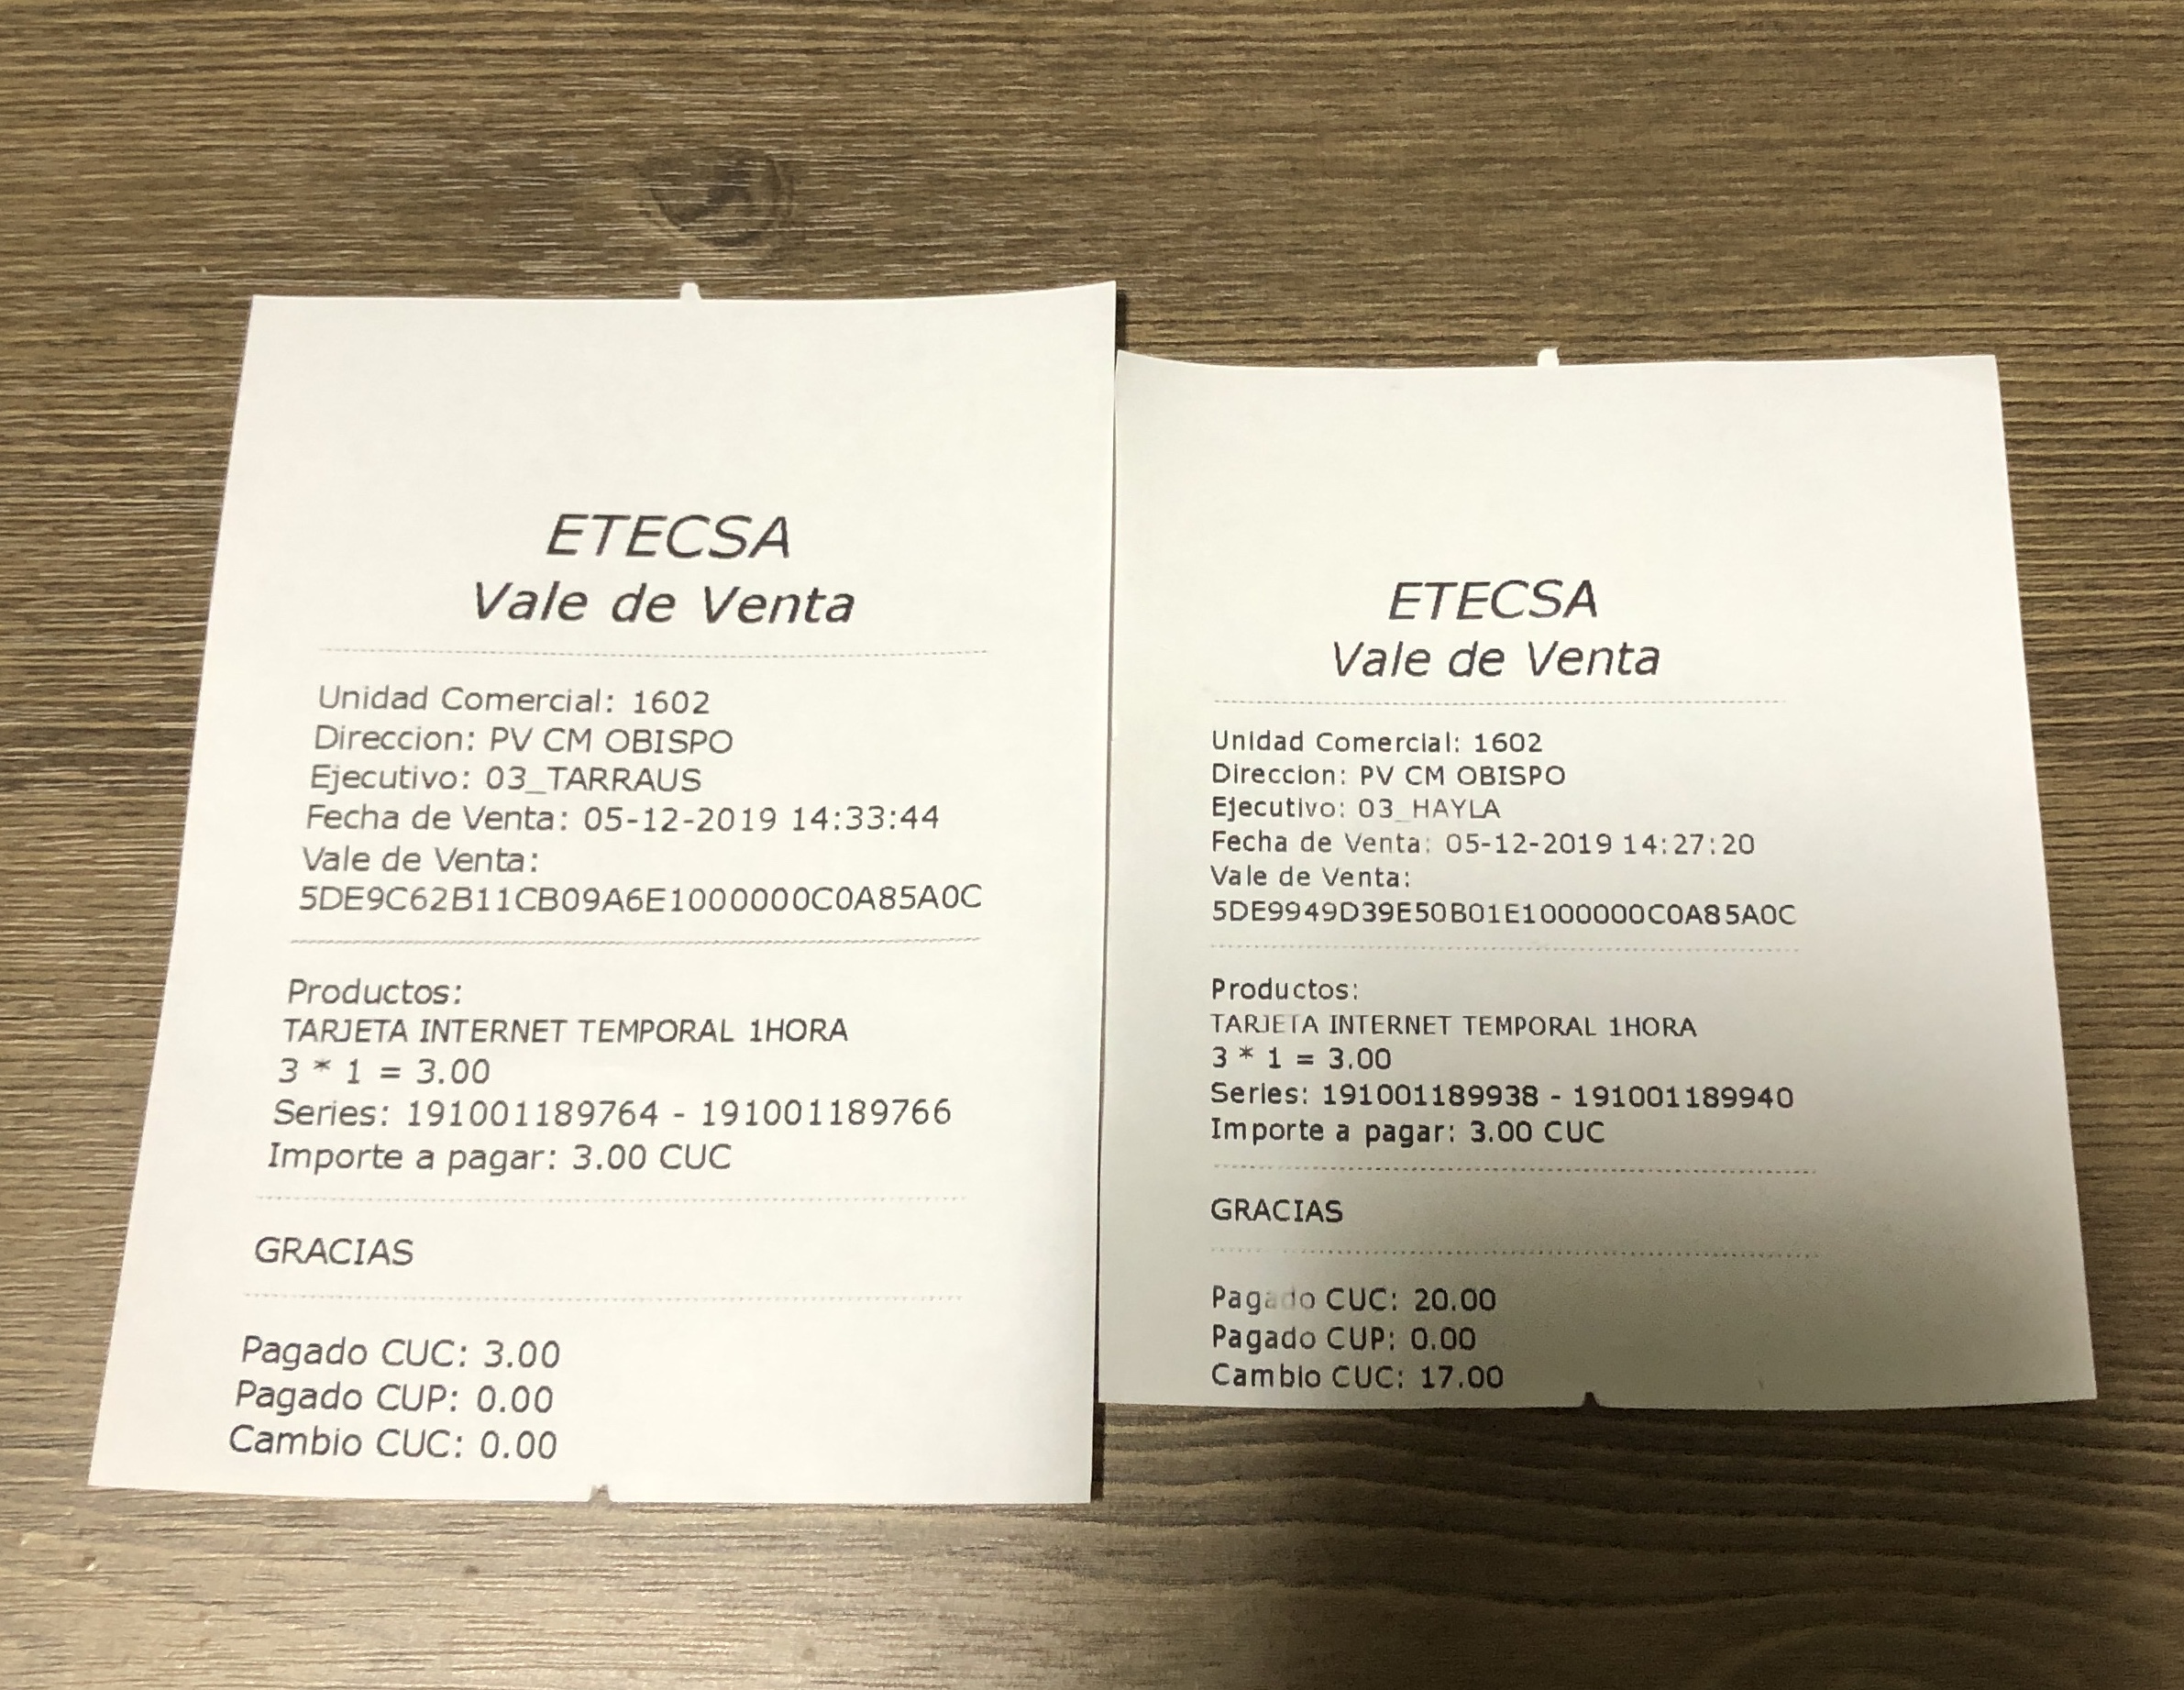 ETECSA
Vale de Venta
Unidad Comercial: 1602
Direccion: PV CM OBISPO
Ejecutivo: 03_TARRAUS
Fecha de Venta: 05-12-2019 14:33:44
Vale de Venta:
5DE9C62B11CB09A6E1000000C0A85A0C
Productos:
TARJETA INTERNET TEMPORAL 1HORA
3 * 1 = 3.00
Series: 191001189764 - 191001189766
Importe a pagar: 3.00 CUC
GRACIAS
Pagado CUC: 3.00
Pagado CUP: 0.00
Cambio CUC: 0.00
ETECSA
Vale de Venta
Unidad Comercial: 1602
Direccion: PV CM OBISPO
Ejecutivo: 03_HAYLA
Fecha de Venta: 05-12-2019 14:27:20
Vale de Venta:
5DE9949D39E50B01E1000000C0A85A0C
Productos:
TARJETA INTERNET TEMPORAL 1HORA
3 * 1 = 3.00
Series: 191001189938 - 191001189940
Importe a pagar: 3.00 CUC
GRACIAS
Pagado CUC: 20.00
Pagado CUP: 0.00
Cambio CUC: 17.00